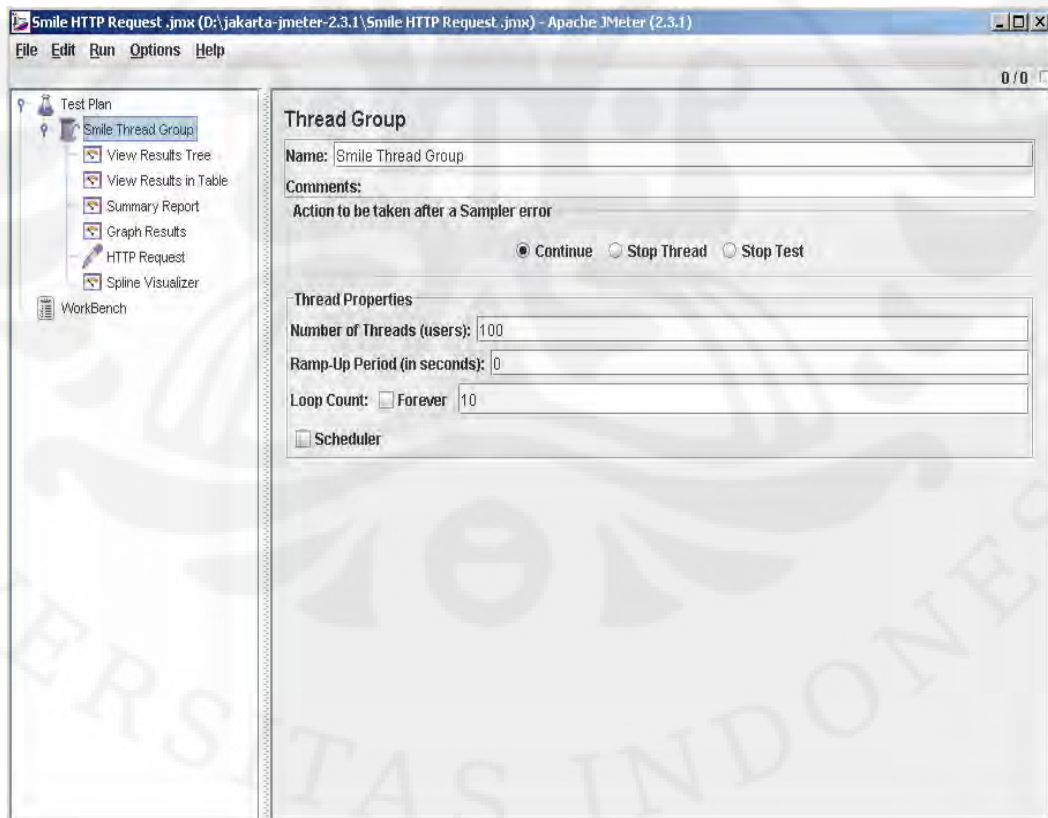 Smile HTTP Request .jmx (D:\jakarta-jmeter-2.3.1\Smile HTTP Request .jmx) - Apache JMeter (2.3.1)
File Edit Run Options Help
0 / 0
Test Plan
Smile Thread Group
View Results Tree
View Results in Table
Summary Report
Graph Results
HTTP Request
Spline Visualizer
WorkBench
Thread Group
Name: Smile Thread Group
Comments:
Action to be taken after a Sampler error
Continue Stop Thread Stop Test
Thread Properties
Number of Threads (users): 100
Ramp-Up Period (in seconds): 0
Loop Count: Forever 10
Scheduler
ERSITAS INDONES